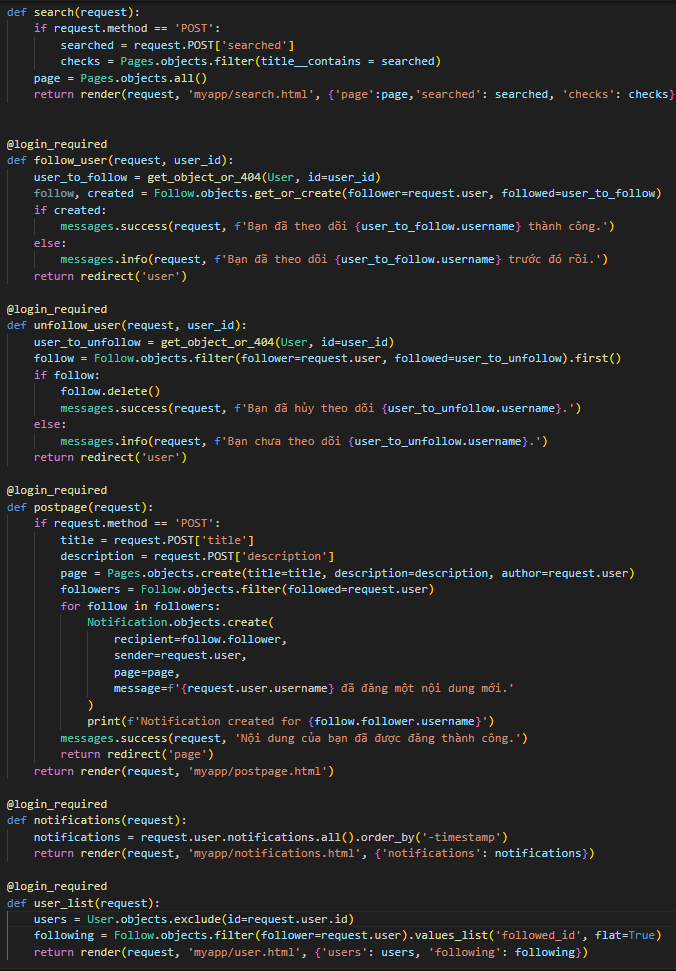 def search(request):
    if request.method == 'POST':
        searched = request.POST['searched']
        checks = Pages.objects.filter(title__contains = searched)
    page = Pages.objects.all()
    return render(request, 'myapp/search.html', {'page':page,'searched': searched, 'checks': checks}
@login_required
def follow_user(request, user_id):
    user_to_follow = get_object_or_404(User, id=user_id)
    follow, created = Follow.objects.get_or_create(follower=request.user, followed=user_to_follow)
    if created:
        messages.success(request, f'Bạn đã theo dõi {user_to_follow.username} thành công.')
    else:
        messages.info(request, f'Bạn đã theo dõi {user_to_follow.username} trước đó rồi.')
    return redirect('user')
@login_required
def unfollow_user(request, user_id):
    user_to_unfollow = get_object_or_404(User, id=user_id)
    follow = Follow.objects.filter(follower=request.user, followed=user_to_unfollow).first()
    if follow:
        follow.delete()
        messages.success(request, f'Bạn đã hủy theo dõi {user_to_unfollow.username}.')
    else:
        messages.info(request, f'Bạn chưa theo dõi {user_to_unfollow.username}.')
    return redirect('user')
@login_required
def postpage(request):
    if request.method == 'POST':
        title = request.POST['title']
        description = request.POST['description']
        page = Pages.objects.create(title=title, description=description, author=request.user)
        followers = Follow.objects.filter(followed=request.user)
        for follow in followers:
            Notification.objects.create(
                recipient=follow.follower,
                sender=request.user,
                page=page,
                message=f'{request.user.username} đã đăng một nội dung mới.'
            )
            print(f'Notification created for {follow.follower.username}')
        messages.success(request, 'Nội dung của bạn đã được đăng thành công.')
        return redirect('page')
    return render(request, 'myapp/postpage.html')
@login_required
def notifications(request):
    notifications = request.user.notifications.all().order_by('-timestamp')
    return render(request, 'myapp/notifications.html', {'notifications': notifications})
@login_required
def user_list(request):
    users = User.objects.exclude(id=request.user.id)
    following = Follow.objects.filter(follower=request.user).values_list('followed_id', flat=True)
    return render(request, 'myapp/user.html', {'users': users, 'following': following})